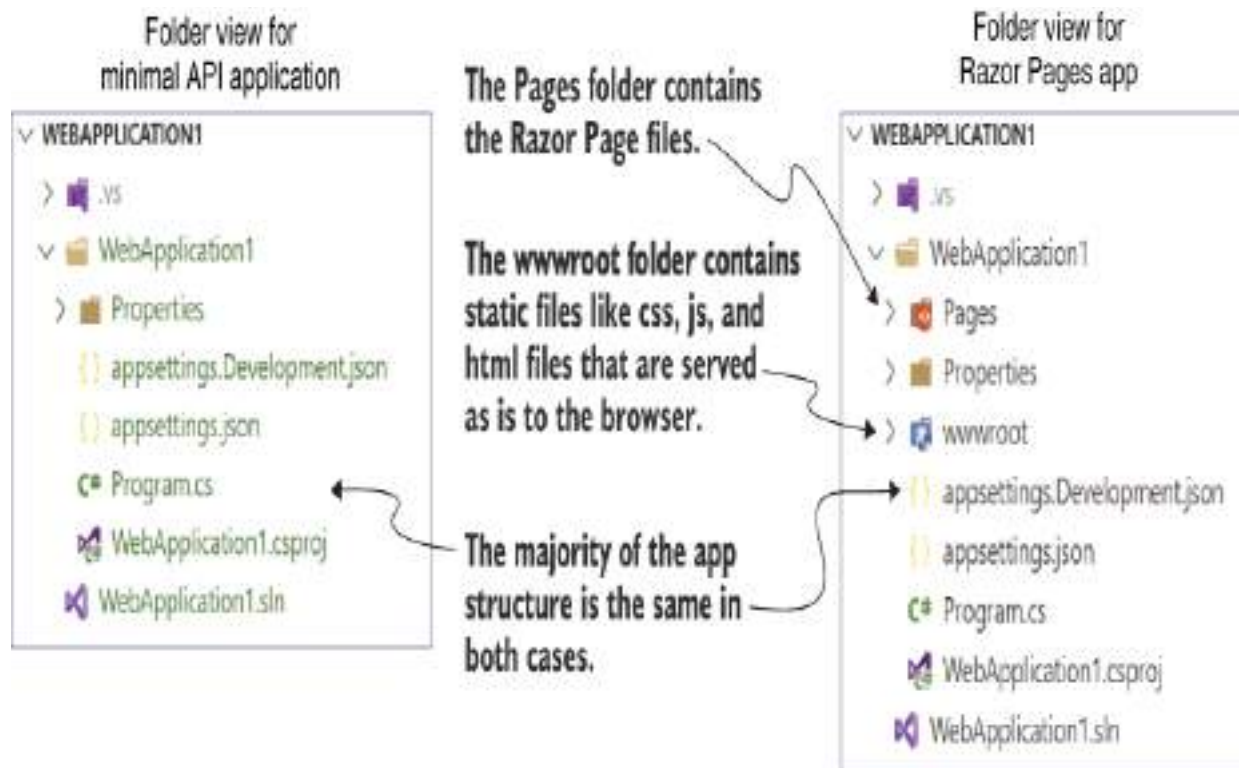 Folder view for
minimal API application
WEBAPPLICATION1
.vs
WebApplication1
Properties
appsettings.Development.json
appsettings.json
Program.cs
WebApplication1.csproj
WebApplication1.sln
The Pages folder contains
the Razor Page files.
The wwwroot folder contains
static files like css, js, and
html files that are served
as is to the browser.
The majority of the app
structure is the same in
both cases.
Folder view for
Razor Pages app
WEBAPPLICATION1
.vs
WebApplication1
Pages
Properties
wwwroot
appsettings.Development.json
appsettings.json
Program.cs
WebApplication1.csproj
WebApplication1.sln